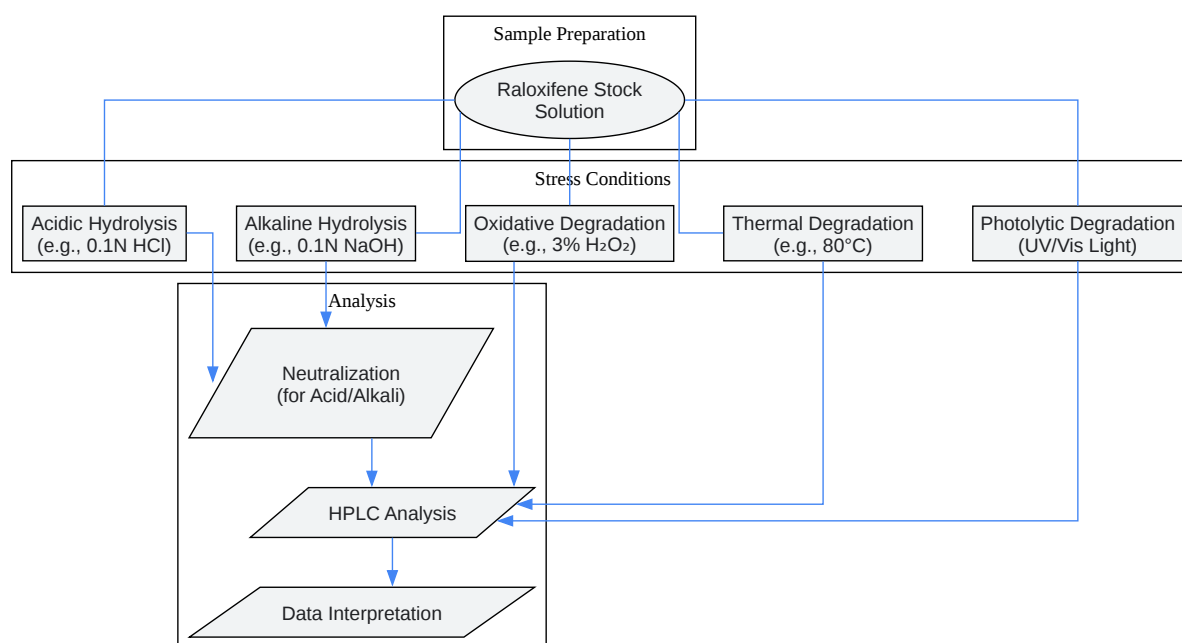 Sample Preparation
Raloxifene Stock
Solution
Stress Conditions
Acidic Hydrolysis
(e.g., 0.1N HCl)
Alkaline Hydrolysis
(e.g., 0.1N NaOH)
Oxidative Degradation
(e.g., 3% H₂O₂)
Thermal Degradation
(e.g., 80°C)
Photolytic Degradation
(UV/Vis Light)
Analysis
Neutralization
(for Acid/Alkali)
HPLC Analysis
Data Interpretation